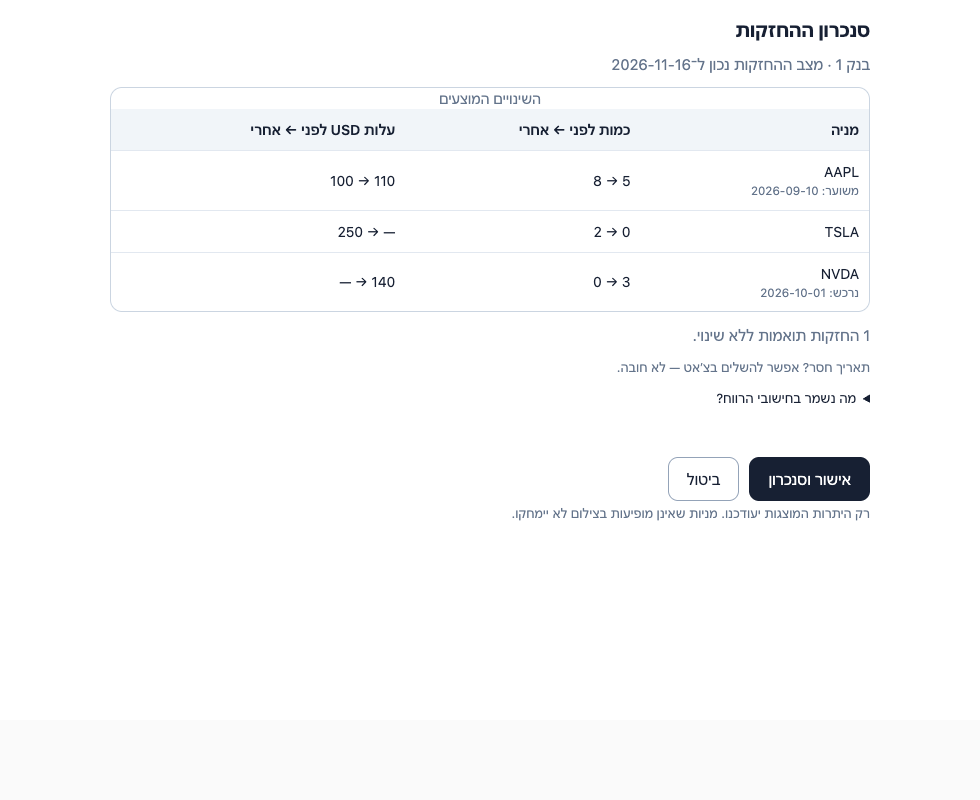 סנכרון ההחזקות
בנק 1 · מצב ההחזקות נכון ל־2026-11-16
השינויים המוצעים
מניה כמות לפני ← אחרי עלות USD לפני ← אחרי
AAPL 8 → 5 100 → 110
משוער: 2026-09-10
TSLA 2 → 0 250 → —
NVDA 0 → 3 — → 140
נרכש: 2026-10-01
1 החזקות תואמות ללא שינוי.
תאריך חסר? אפשר להשלים בצ'אט — לא חובה.
◀ מה נשמר בחישובי הרווח?
אישור וסנכרון ביטול
רק היתרות המוצגות יעודכנו. מניות שאינן מופיעות בצילום לא יימחקו.